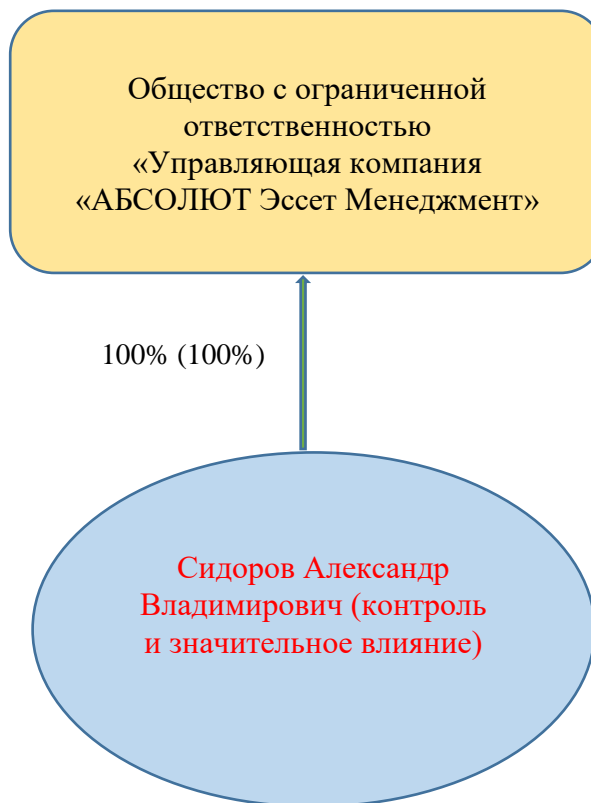 Общество с ограниченной
ответственностью
«Управляющая компания
«АБСОЛЮТ Эссет Менеджмент»
100% (100%)
Сидоров Александр
Владимирович (контроль
и значительное влияние)